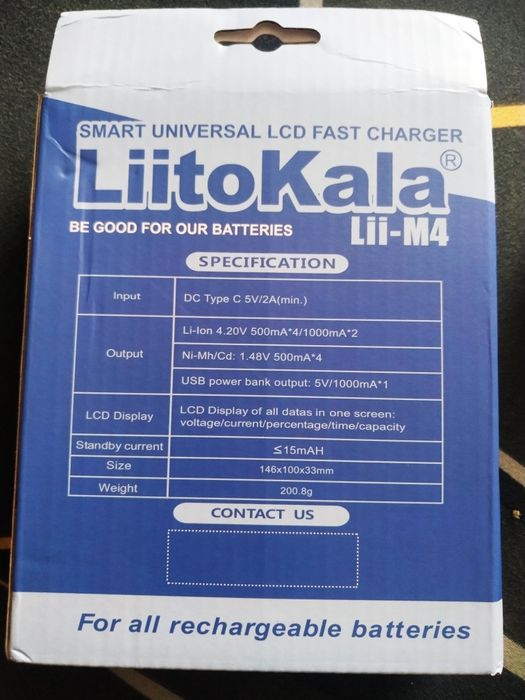 SMART UNIVERSAL LCD FAST CHARGER
LiitoKala®
BE GOOD FOR OUR BATTERIES
Lii-M4
SPECIFICATION
Input DC Type C 5V/2A(min.)
Output Li-Ion 4.20V 500mA*4/1000mA*2
Ni-Mh/Cd: 1.48V 500mA*4
USB power bank output: 5V/1000mA*1
LCD Display LCD Display of all datas in one screen:
voltage/current/percentage/time/capacity
Standby current ≤15mAH
Size 146x100x33mm
Weight 200.8g
CONTACT US
For all rechargeable batteries